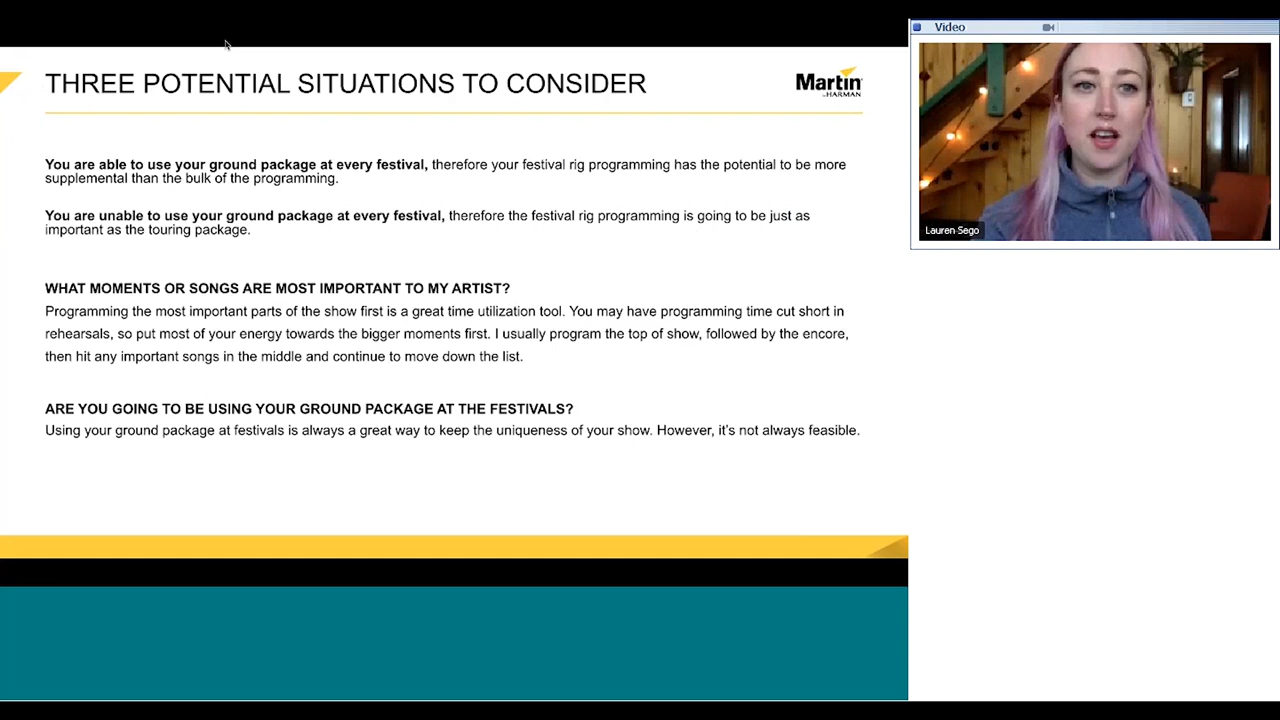 THREE POTENTIAL SITUATIONS TO CONSIDER
Martin
by HARMAN
You are able to use your ground package at every festival, therefore your festival rig programming has the potential to be more
supplemental than the bulk of the programming.
You are unable to use your ground package at every festival, therefore the festival rig programming is going to be just as
important as the touring package.
WHAT MOMENTS OR SONGS ARE MOST IMPORTANT TO MY ARTIST?
Programming the most important parts of the show first is a great time utilization tool. You may have programming time cut short in
rehearsals, so put most of your energy towards the bigger moments first. I usually program the top of show, followed by the encore,
then hit any important songs in the middle and continue to move down the list.
ARE YOU GOING TO BE USING YOUR GROUND PACKAGE AT THE FESTIVALS?
Using your ground package at festivals is always a great way to keep the uniqueness of your show. However, it's not always feasible.
Video
Lauren Sego